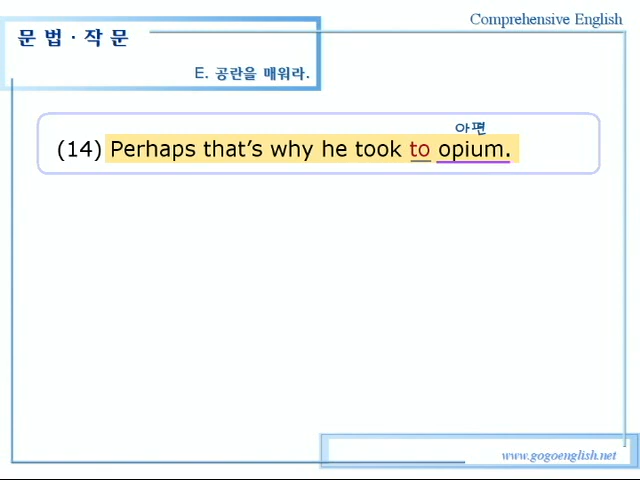 Comprehensive English
문 법 · 작 문
E. 공란을 매워라.
아편
(14) Perhaps that's why he took to opium.
www.gogoenglish.net